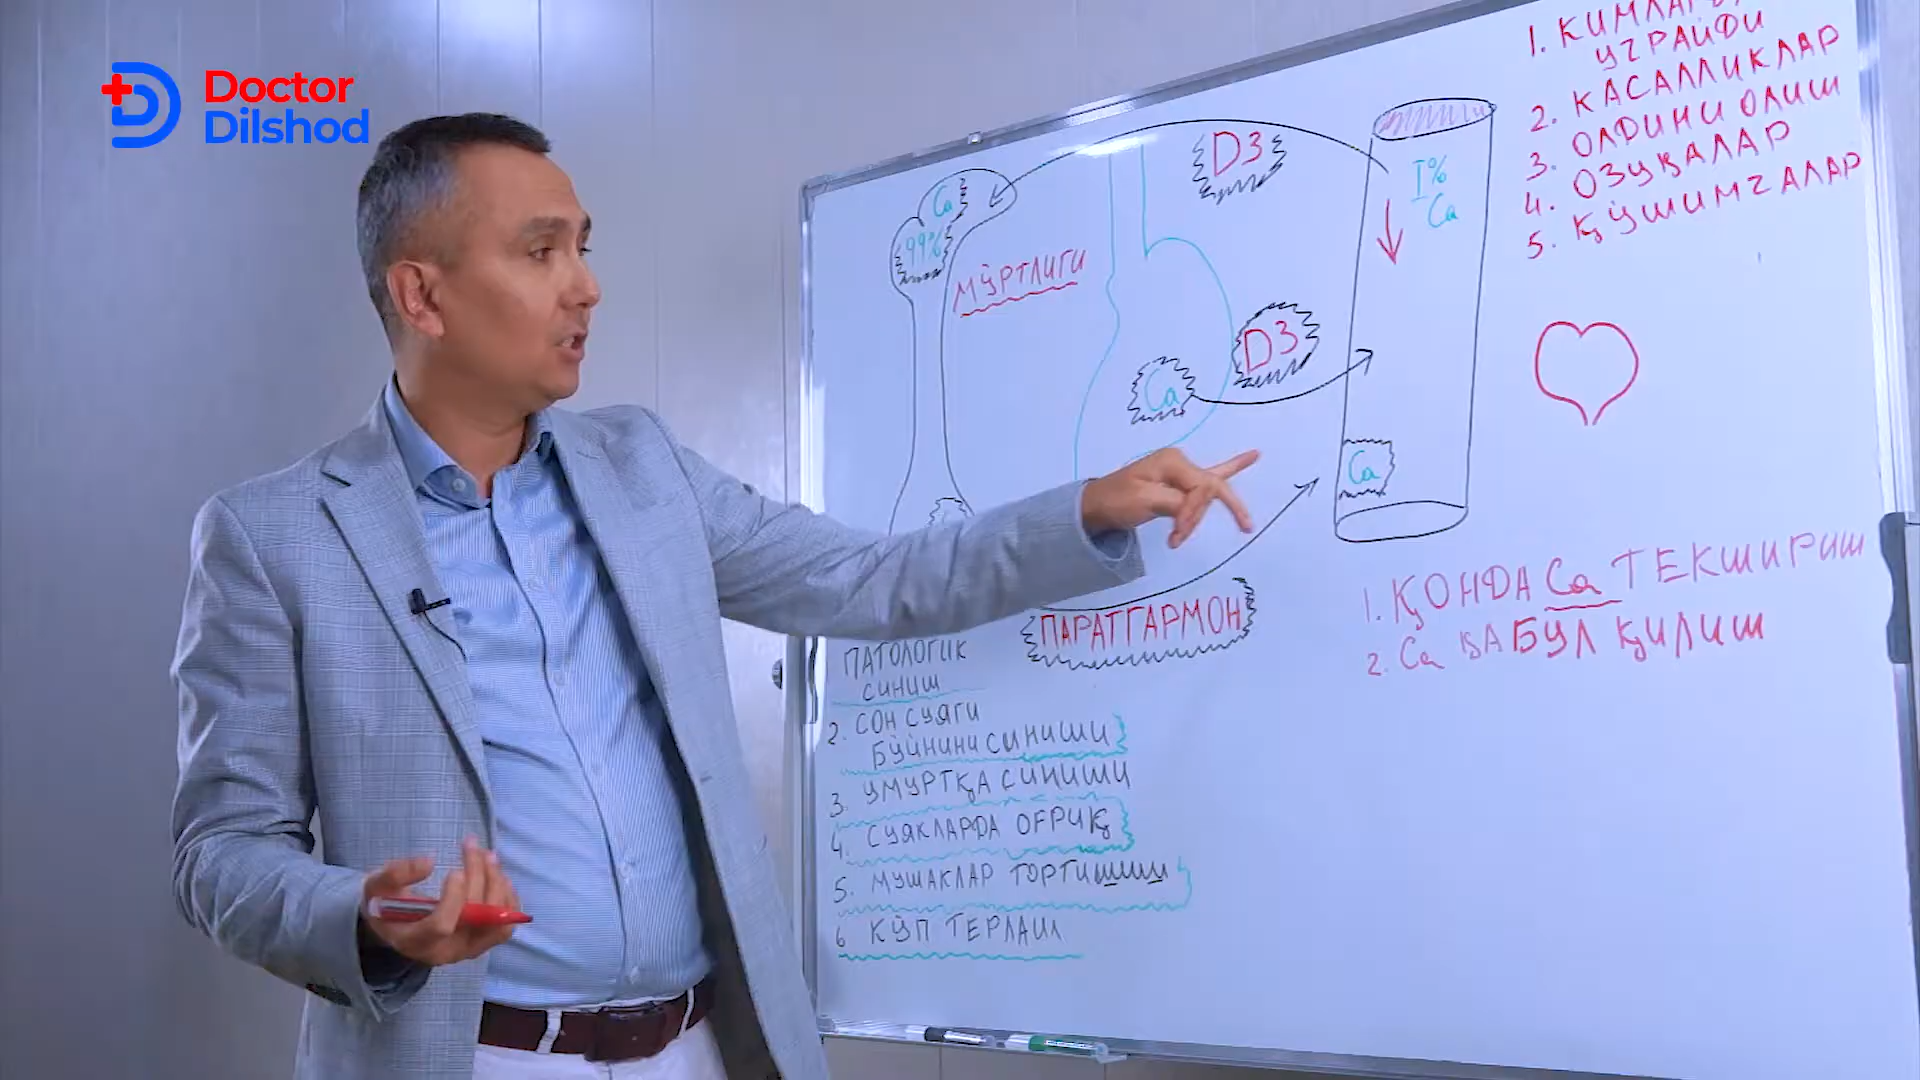 Doctor
Dilshod
Ca
99%
МЎРТЛИГИ
D3
D3
Ca
1%
Ca
Ca
ПАРАТГАРМОН
ПАТОЛОГИК
СИНИШ
2. СОН СУЯГИ
БЎЙНИНИ СИНИШИ
3. УМУРТҚА СИНИШИ
4. СУЯКЛАРДА ОҒРИҚ
5. МУШАКЛАР ТОРТИШИШИ
6 КЎП ТЕРЛАШ
1. КИМЛАРДА
УЧРАЙДИ
2. КАСАЛЛИКЛАР
3. ОЛДИНИ ОЛИШ
4. ОЗУҚАЛАР
5. ҚЎШИМЧАЛАР
1. ҚОНДА Ca ТЕКШИРИШ
2. Ca ҚАБУЛ ҚИЛИШ